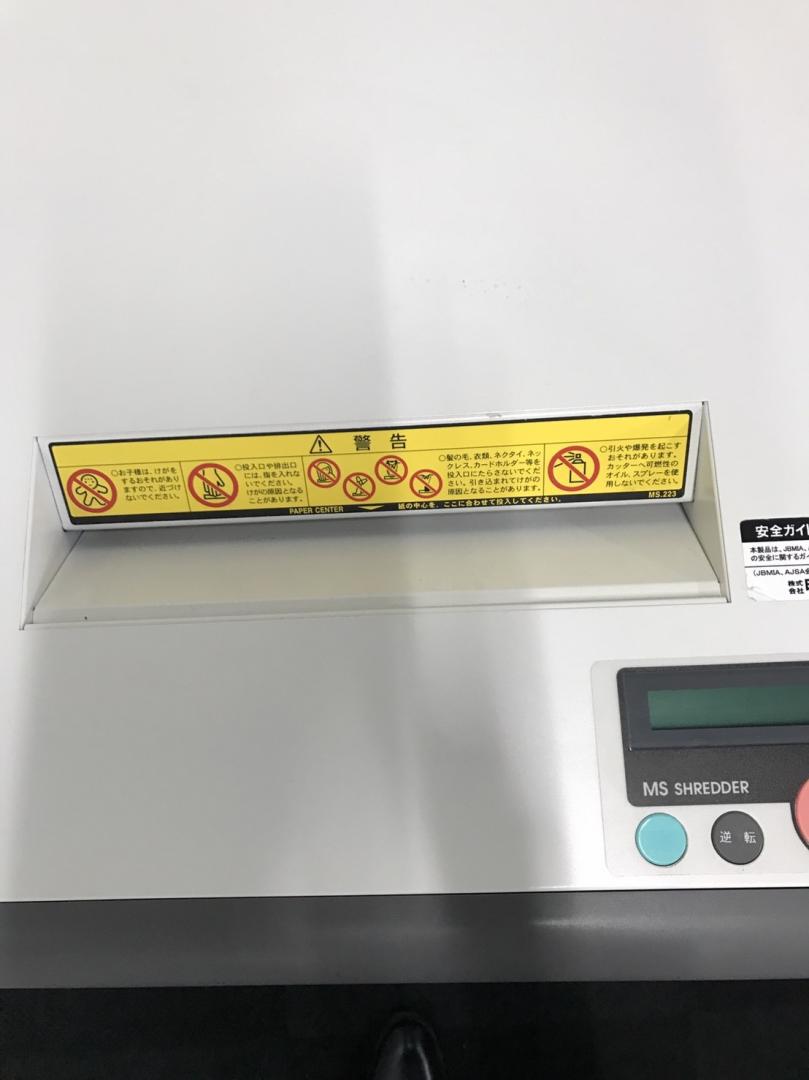 警告
○お子様は、けがを
するおそれがあり
ますので、近づけ
ないでください。
○投入口や排出口
には、指を入れな
いでください。
けがの原因となる
ことがあります。
○髪の毛、衣類、ネクタイ、ネッ
クレス、カードホルダー等を
投入口にたらさないでくだ
さい。引き込まれてけがの
原因となることがあります。
○引火や爆発を起こす
おそれがあります。
カッターへ可燃性の
オイル、スプレーを使
用しないでください。
PAPER CENTER 紙の中心を、ここに合わせて投入してください。
MS.223
安全ガイ
本製品は、JBMIA、
の安全に関するガイ
(JBMIA、AJSA会
株式
会社
MS SHREDDER
逆転